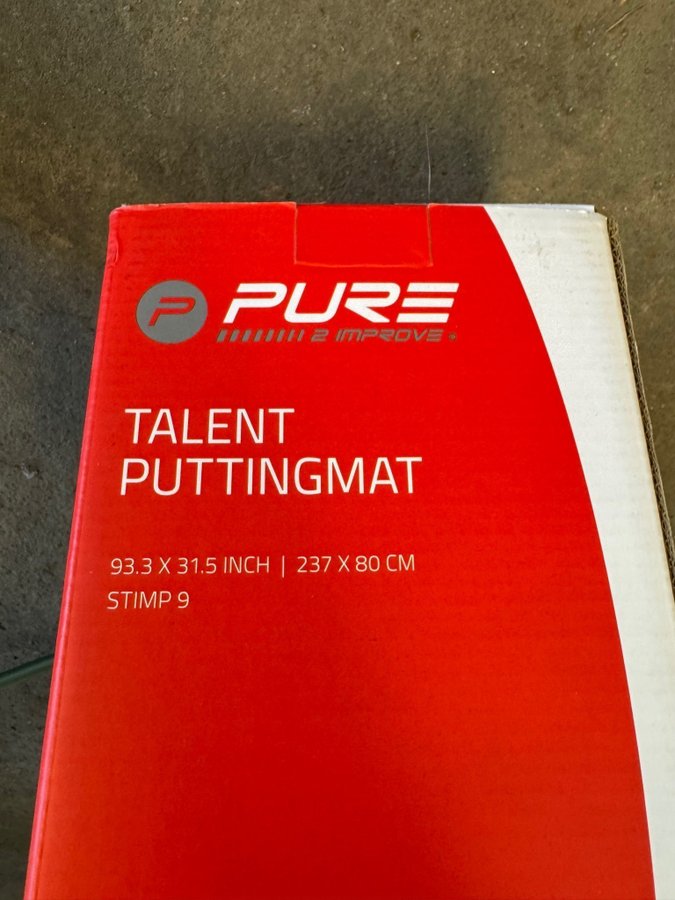 P PURE
2 IMPROVE
TALENT
PUTTINGMAT
93.3 X 31.5 INCH | 237 X 80 CM
STIMP 9